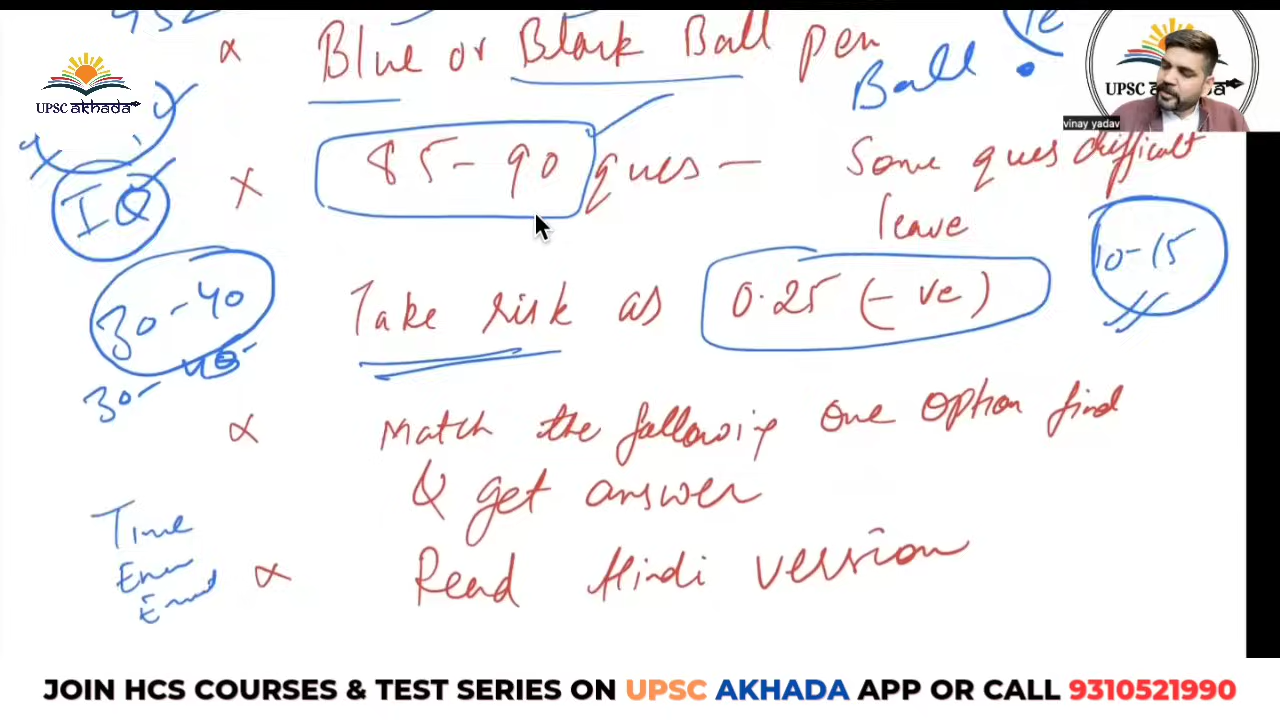 Blue or Black Ball pen
Ball
UPSC akhada
UPSC akhada
vinay yadav
IQ
85 - 90 ques — Some ques difficult
leave
10-15
30-40
Take risk as 0.25 (- ve)
30-
Match the following one option find
& get answer
Time
Read Hindi version
JOIN HCS COURSES & TEST SERIES ON UPSC AKHADA APP OR CALL 9310521990